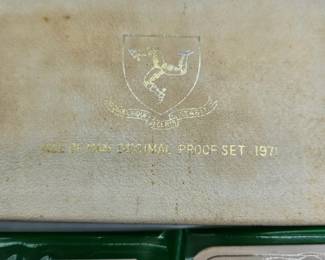 ISLE OF MAN DECIMAL PROOF SET 1971